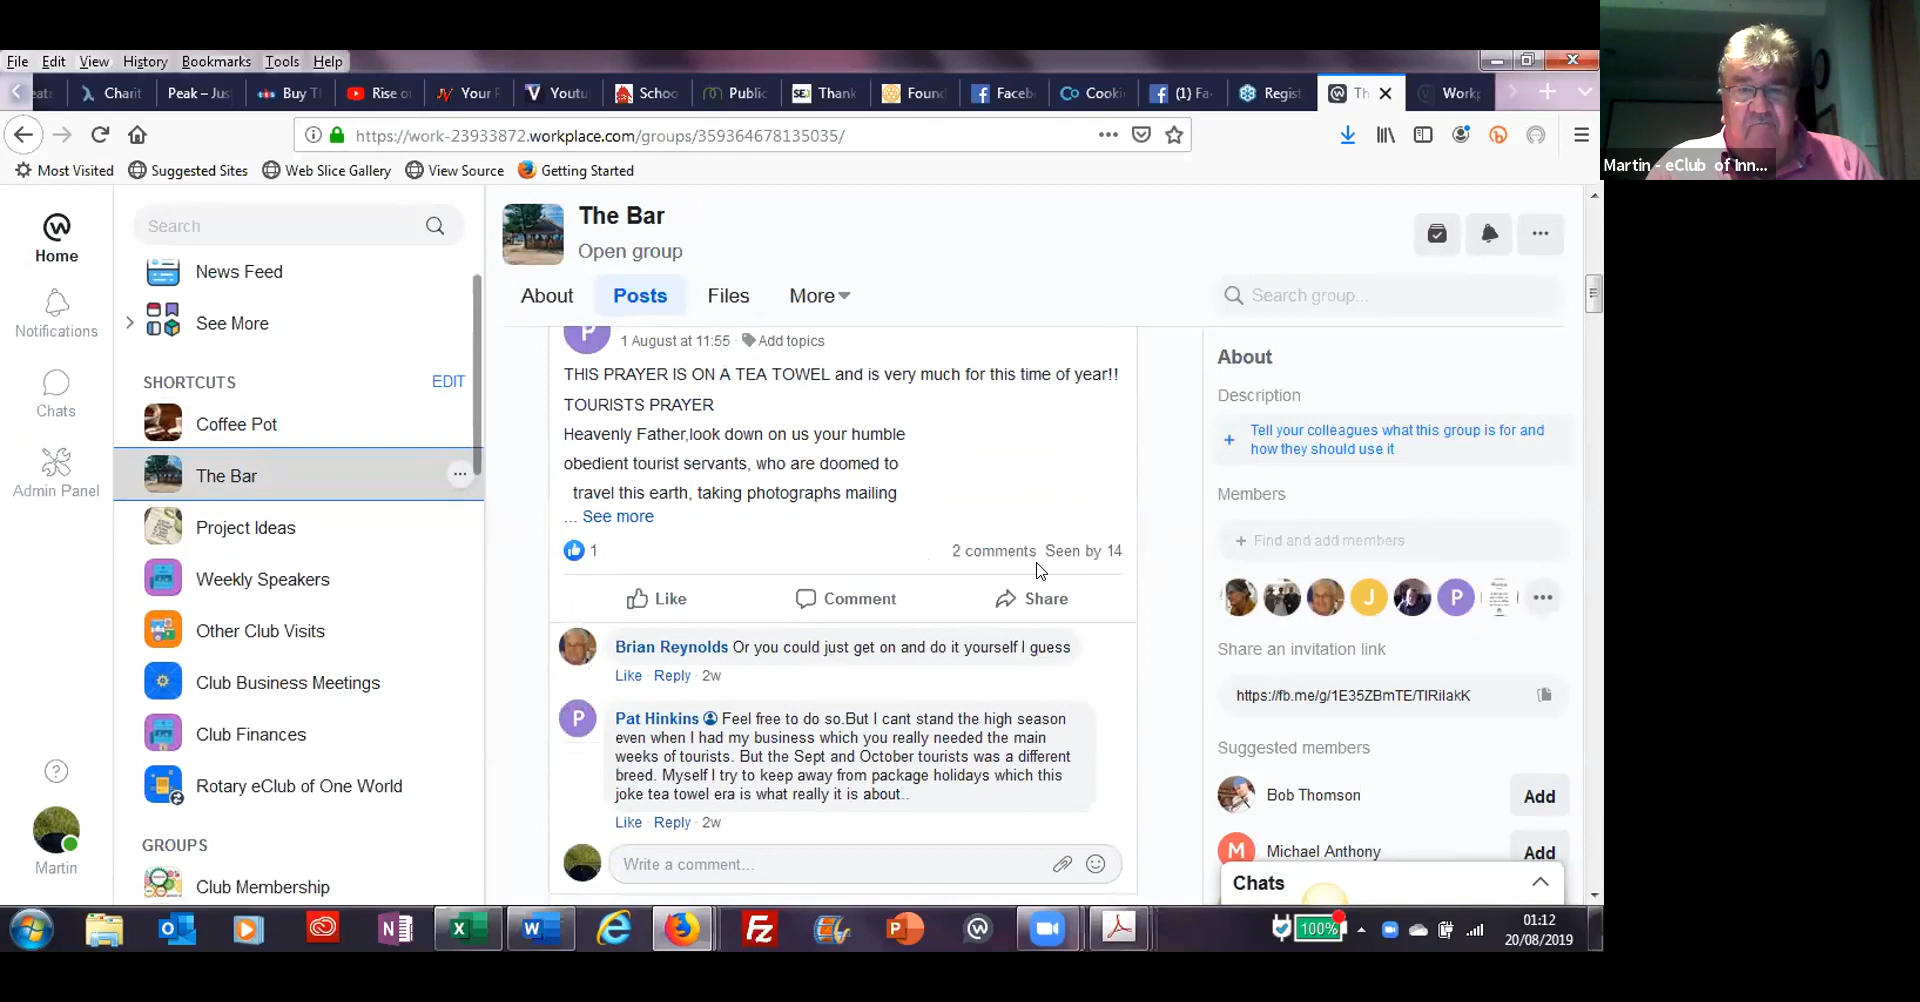 File Edit View History Bookmarks Tools Help
Charit
Peak – Jus
Buy T
Rise o
Your
Youtu
Schoo
Public
SEJ Thank
Foun
Faceb
Cooki
(1) Fa
Regist
Th
Work
https://work-23933872.workplace.com/groups/359364678135035/
Most Visited Suggested Sites Web Slice Gallery View Source Getting Started
Martin - eClub of Inn...
Home
Notifications
Chats
Admin Panel
Martin
Search
News Feed
See More
SHORTCUTS EDIT
Coffee Pot
The Bar
Project Ideas
Weekly Speakers
Other Club Visits
Club Business Meetings
Club Finances
Rotary eClub of One World
GROUPS
Club Membership
The Bar
Open group
About Posts Files More
Search group...
P
1 August at 11:55 · Add topics
THIS PRAYER IS ON A TEA TOWEL and is very much for this time of year!!
TOURISTS PRAYER
Heavenly Father,look down on us your humble
obedient tourist servants, who are doomed to
travel this earth, taking photographs mailing
... See more
1
2 comments Seen by 14
Like Comment Share
Brian Reynolds Or you could just get on and do it yourself I guess
Like · Reply · 2w
P
Pat Hinkins Feel free to do so.But I cant stand the high season
even when I had my business which you really needed the main
weeks of tourists. But the Sept and October tourists was a different
breed. Myself I try to keep away from package holidays which this
joke tea towel era is what really it is about..
Like · Reply · 2w
Write a comment...
About
Description
+ Tell your colleagues what this group is for and
how they should use it
Members
+ Find and add members
J P
Share an invitation link
https://fb.me/g/1E35ZBmTE/TIRiIakK
Suggested members
Bob Thomson Add
M Michael Anthony Add
Chats
100%
01:12
20/08/2019